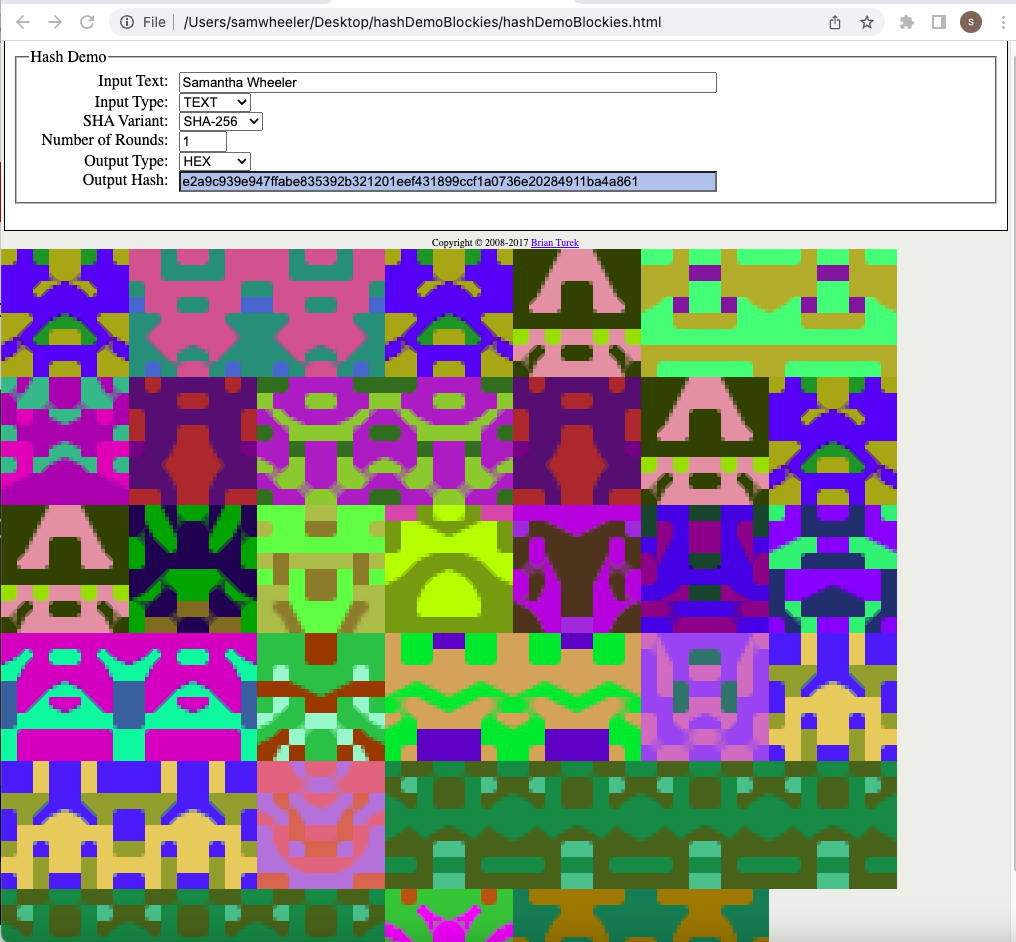 File /Users/samwheeler/Desktop/hashDemoBlockies/hashDemoBlockies.html
S
Hash Demo
Input Text: Samantha Wheeler
Input Type: TEXT
SHA Variant: SHA-256
Number of Rounds: 1
Output Type: HEX
Output Hash: e2a9c939e947ffabe835392b321201eef431899ccf1a0736e20284911ba4a861
Copyright © 2008-2017 Brian Turek